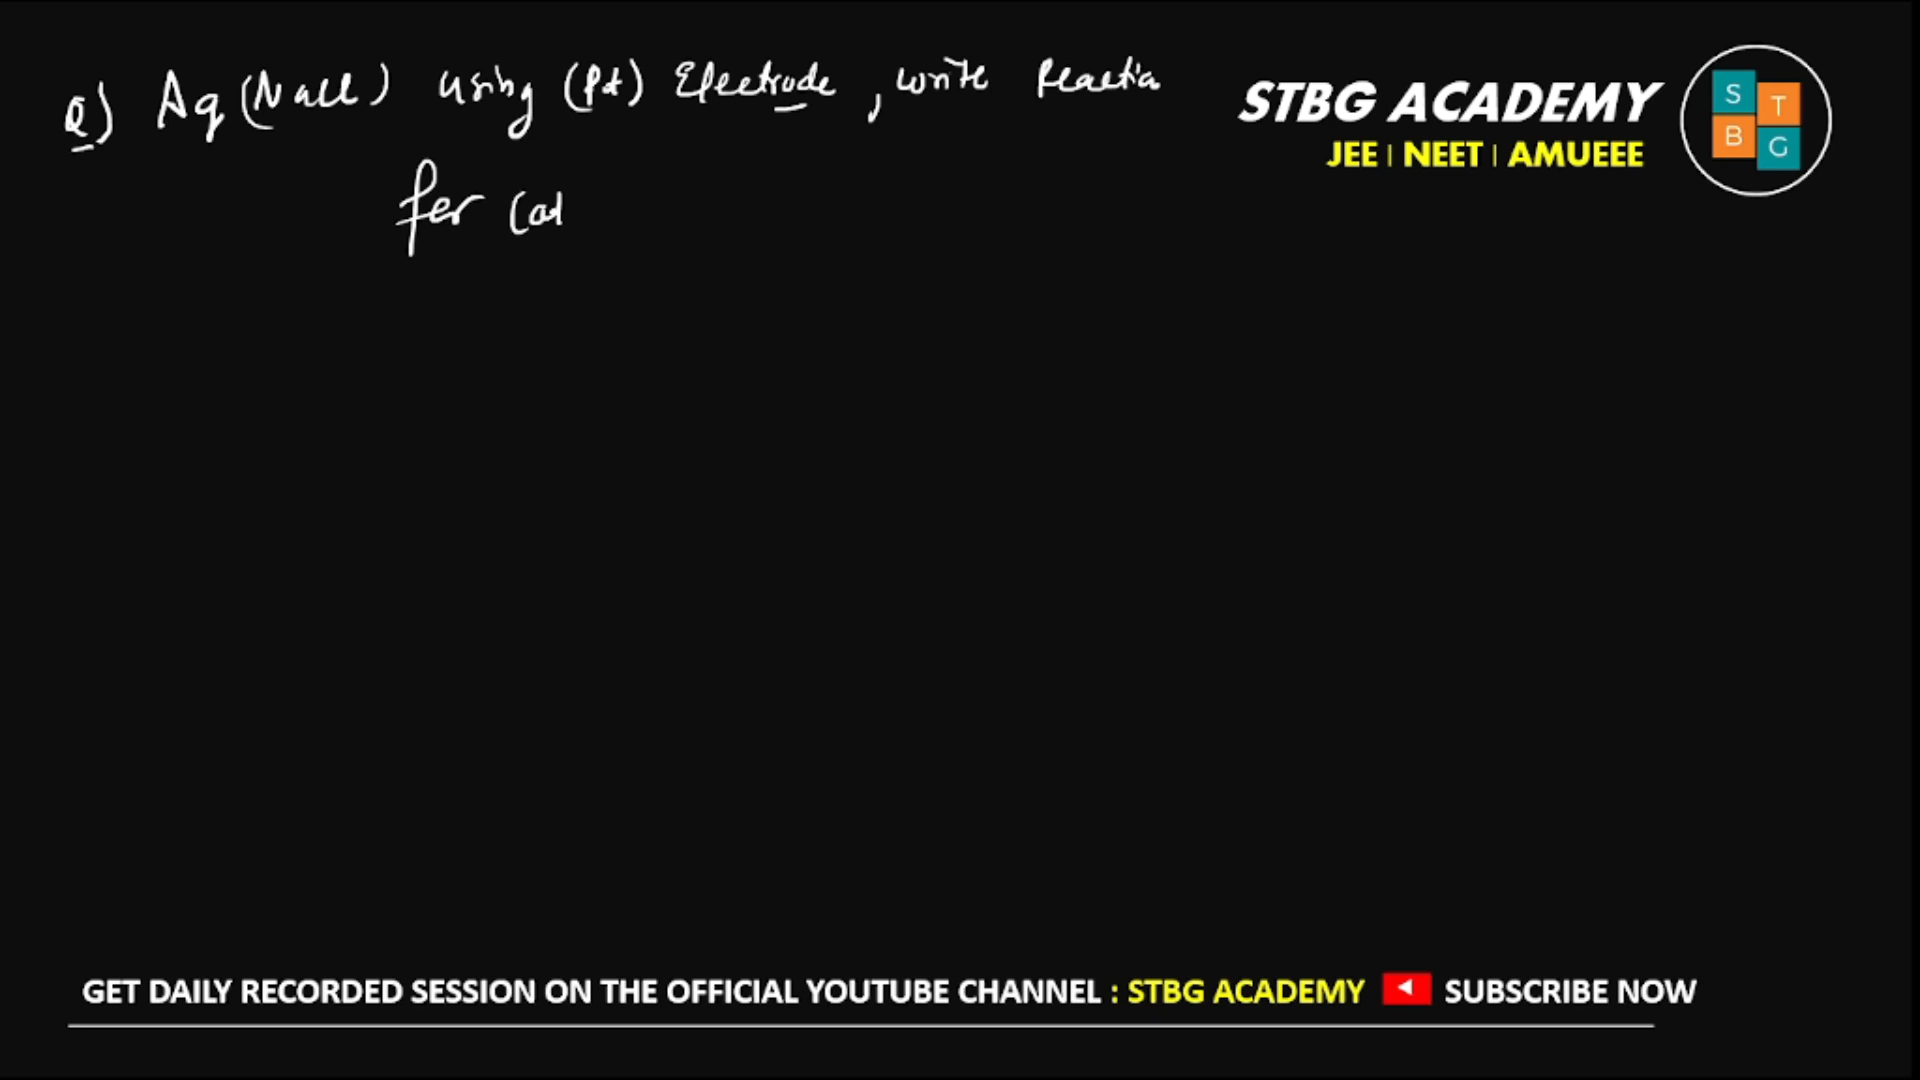 Q) Aq (NaCl) using (Pt) Electrode, write Reactio
for Cat
STBG ACADEMY
JEE | NEET | AMUEEE
S T B G
GET DAILY RECORDED SESSION ON THE OFFICIAL YOUTUBE CHANNEL : STBG ACADEMY SUBSCRIBE NOW